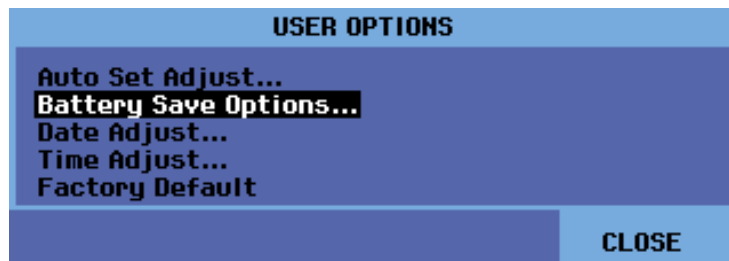 USER OPTIONS
Auto Set Adjust...
Battery Save Options...
Date Adjust...
Time Adjust...
Factory Default
CLOSE